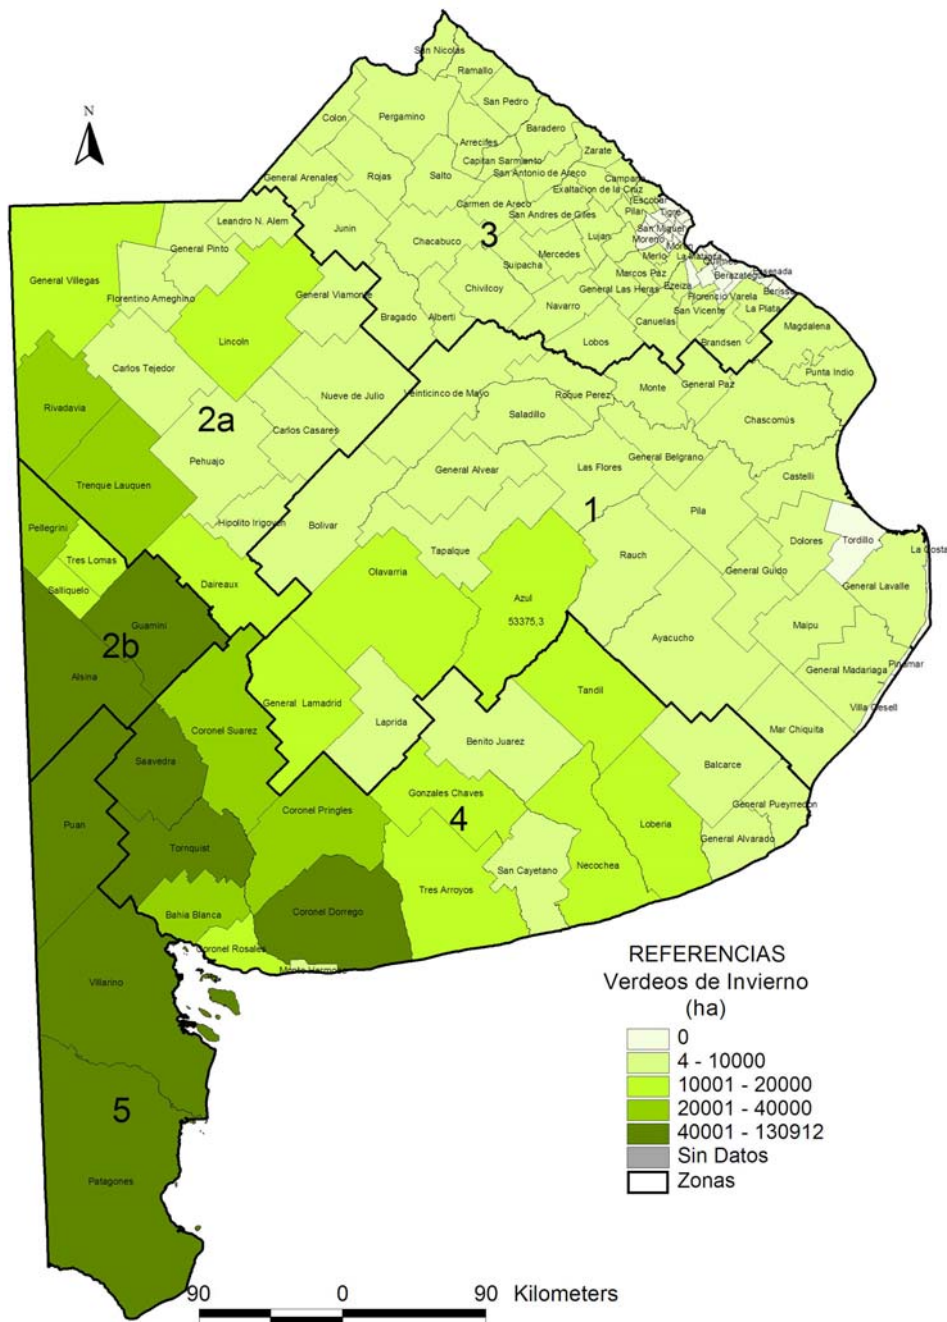 N
San Nicolas
Ramallo
San Pedro
Colon
Pergamino
Baradero
Arrecifes
Zarate
Capitan Sarmiento
San Antonio de Areco
General Arenales
Rojas
Salto
Campana
Exaltacion de la Cruz
Escobar
Carmen de Areco
Pilar
Tigre
Leandro N. Alem
San Andres de Giles
San Miguel
Junin
Lujan
Moreno
General Pinto
Chacabuco
3
Moron
Mercedes
Merlo
La Matanza
Suipacha
Quilmes
General Villegas
Marcos Paz
Berazategui
Ensenada
Chivilcoy
General Las Heras
Ezeiza
Berisso
Florentino Ameghino
General Viamonte
Florencio Varela
Navarro
San Vicente
La Plata
Bragado
Alberti
Canuelas
Magdalena
Lincoln
Lobos
Brandsen
Carlos Tejedor
Punta Indio
Monte
General Paz
Nueve de Julio
Veinticinco de Mayo
Roque Perez
Rivadavia
Saladillo
2a
Chascomús
Carlos Casares
Pehuajo
General Belgrano
General Alvear
Las Flores
Castelli
Trenque Lauquen
1
Pila
Hipolito Irigoyen
Bolivar
Pellegrini
Dolores
Tordillo
La Costa
Tapalque
Rauch
Tres Lomas
General Guido
Olavarria
Daireaux
General Lavalle
Salliquelo
Azul
53375,3
Guamini
Maipu
Ayacucho
2b
Pinamar
General Madariaga
Alsina
Tandil
General Lamadrid
Villa Gesell
Laprida
Coronel Suarez
Mar Chiquita
Benito Juarez
Saavedra
Balcarce
Gonzales Chaves
General Pueyrredon
Coronel Pringles
4
Puan
Loberia
General Alvarado
Tornquist
Necochea
San Cayetano
Tres Arroyos
Coronel Dorrego
Bahia Blanca
Coronel Rosales
Monte Hermoso
Villarino
5
Patagones
REFERENCIAS
Verdeos de Invierno
(ha)
0
4 - 10000
10001 - 20000
20001 - 40000
40001 - 130912
Sin Datos
Zonas
90 0 90 Kilometers